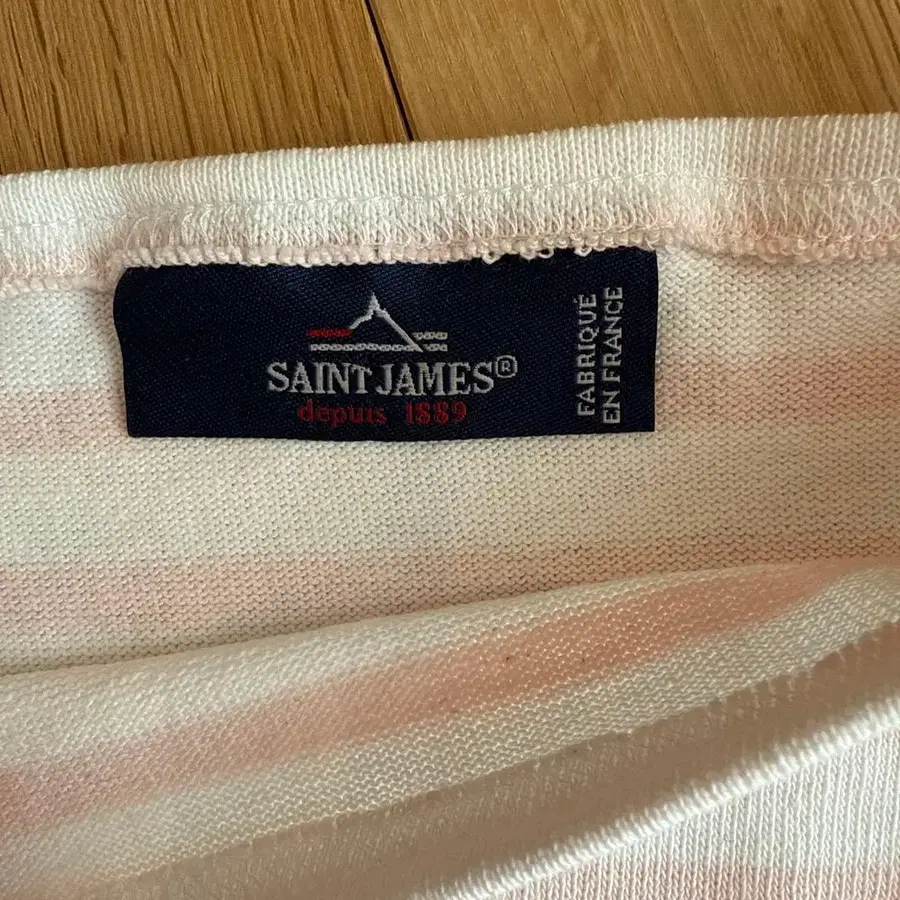 SAINT JAMES®
depuis 1889
FABRIQUÉ
EN FRANCE